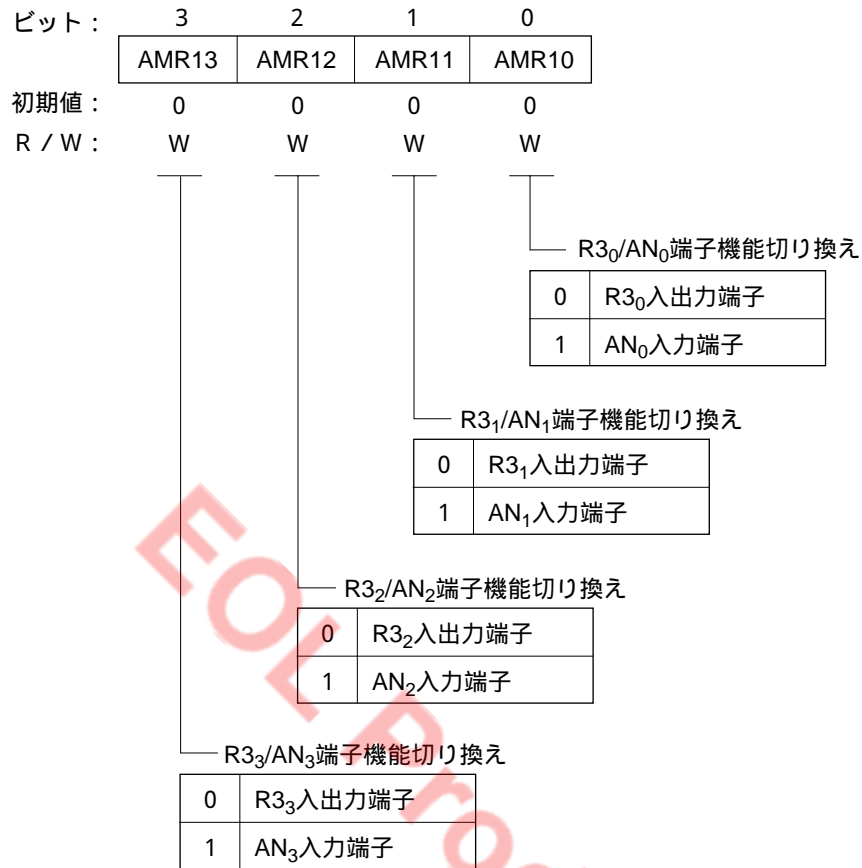 ビット： 3 2 1 0
AMR13 AMR12 AMR11 AMR10
初期値： 0 0 0 0
R／W： W W W W
R3₀/AN₀端子機能切り換え
0 R3₀入出力端子
1 AN₀入力端子
R3₁/AN₁端子機能切り換え
0 R3₁入出力端子
1 AN₁入力端子
R3₂/AN₂端子機能切り換え
0 R3₂入出力端子
1 AN₂入力端子
R3₃/AN₃端子機能切り換え
0 R3₃入出力端子
1 AN₃入力端子
EOL Pro